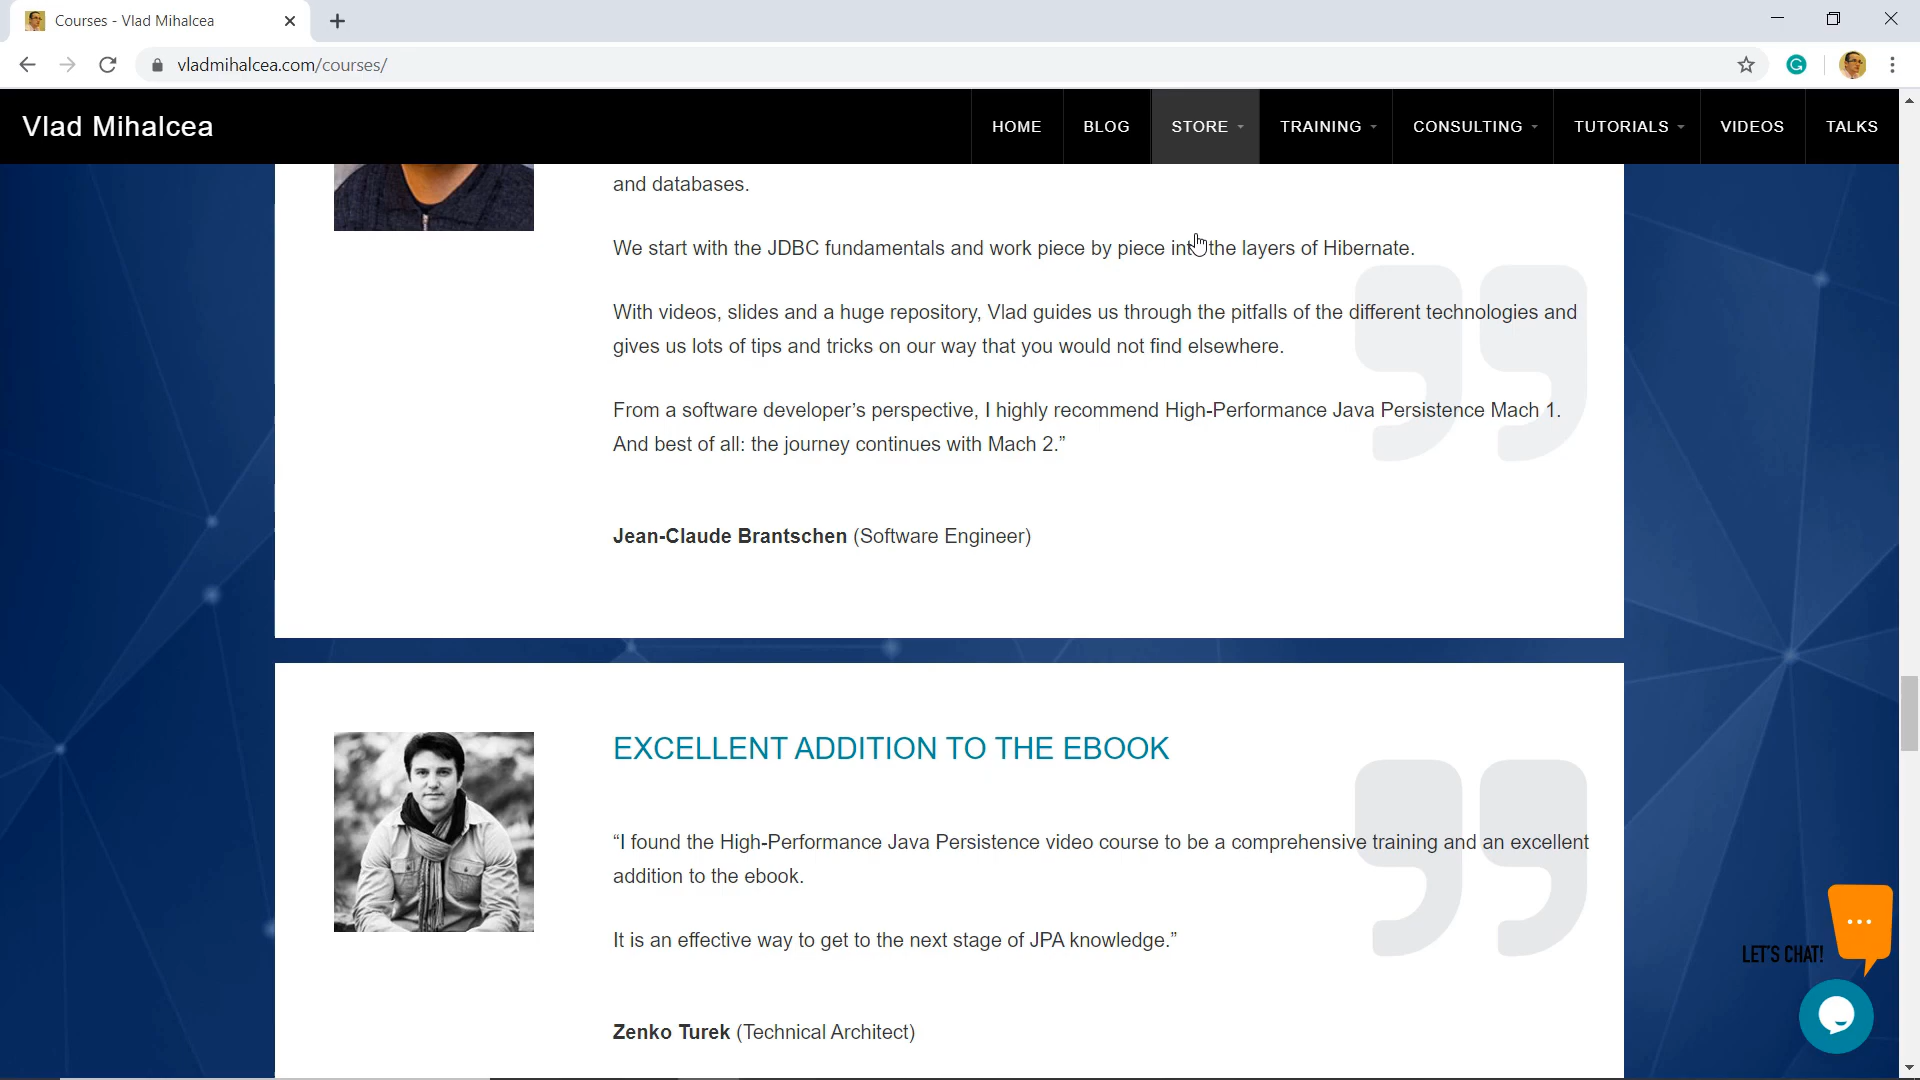 Courses - Vlad Mihalcea
vladmihalcea.com/courses/
Vlad Mihalcea
HOME
BLOG
STORE
TRAINING
CONSULTING
TUTORIALS
VIDEOS
TALKS
and databases.
We start with the JDBC fundamentals and work piece by piece into the layers of Hibernate.
With videos, slides and a huge repository, Vlad guides us through the pitfalls of the different technologies and
gives us lots of tips and tricks on our way that you would not find elsewhere.
From a software developer’s perspective, I highly recommend High-Performance Java Persistence Mach 1.
And best of all: the journey continues with Mach 2.”
Jean-Claude Brantschen (Software Engineer)
EXCELLENT ADDITION TO THE EBOOK
“I found the High-Performance Java Persistence video course to be a comprehensive training and an excellent
addition to the ebook.
It is an effective way to get to the next stage of JPA knowledge.”
LET'S CHAT!
Zenko Turek (Technical Architect)